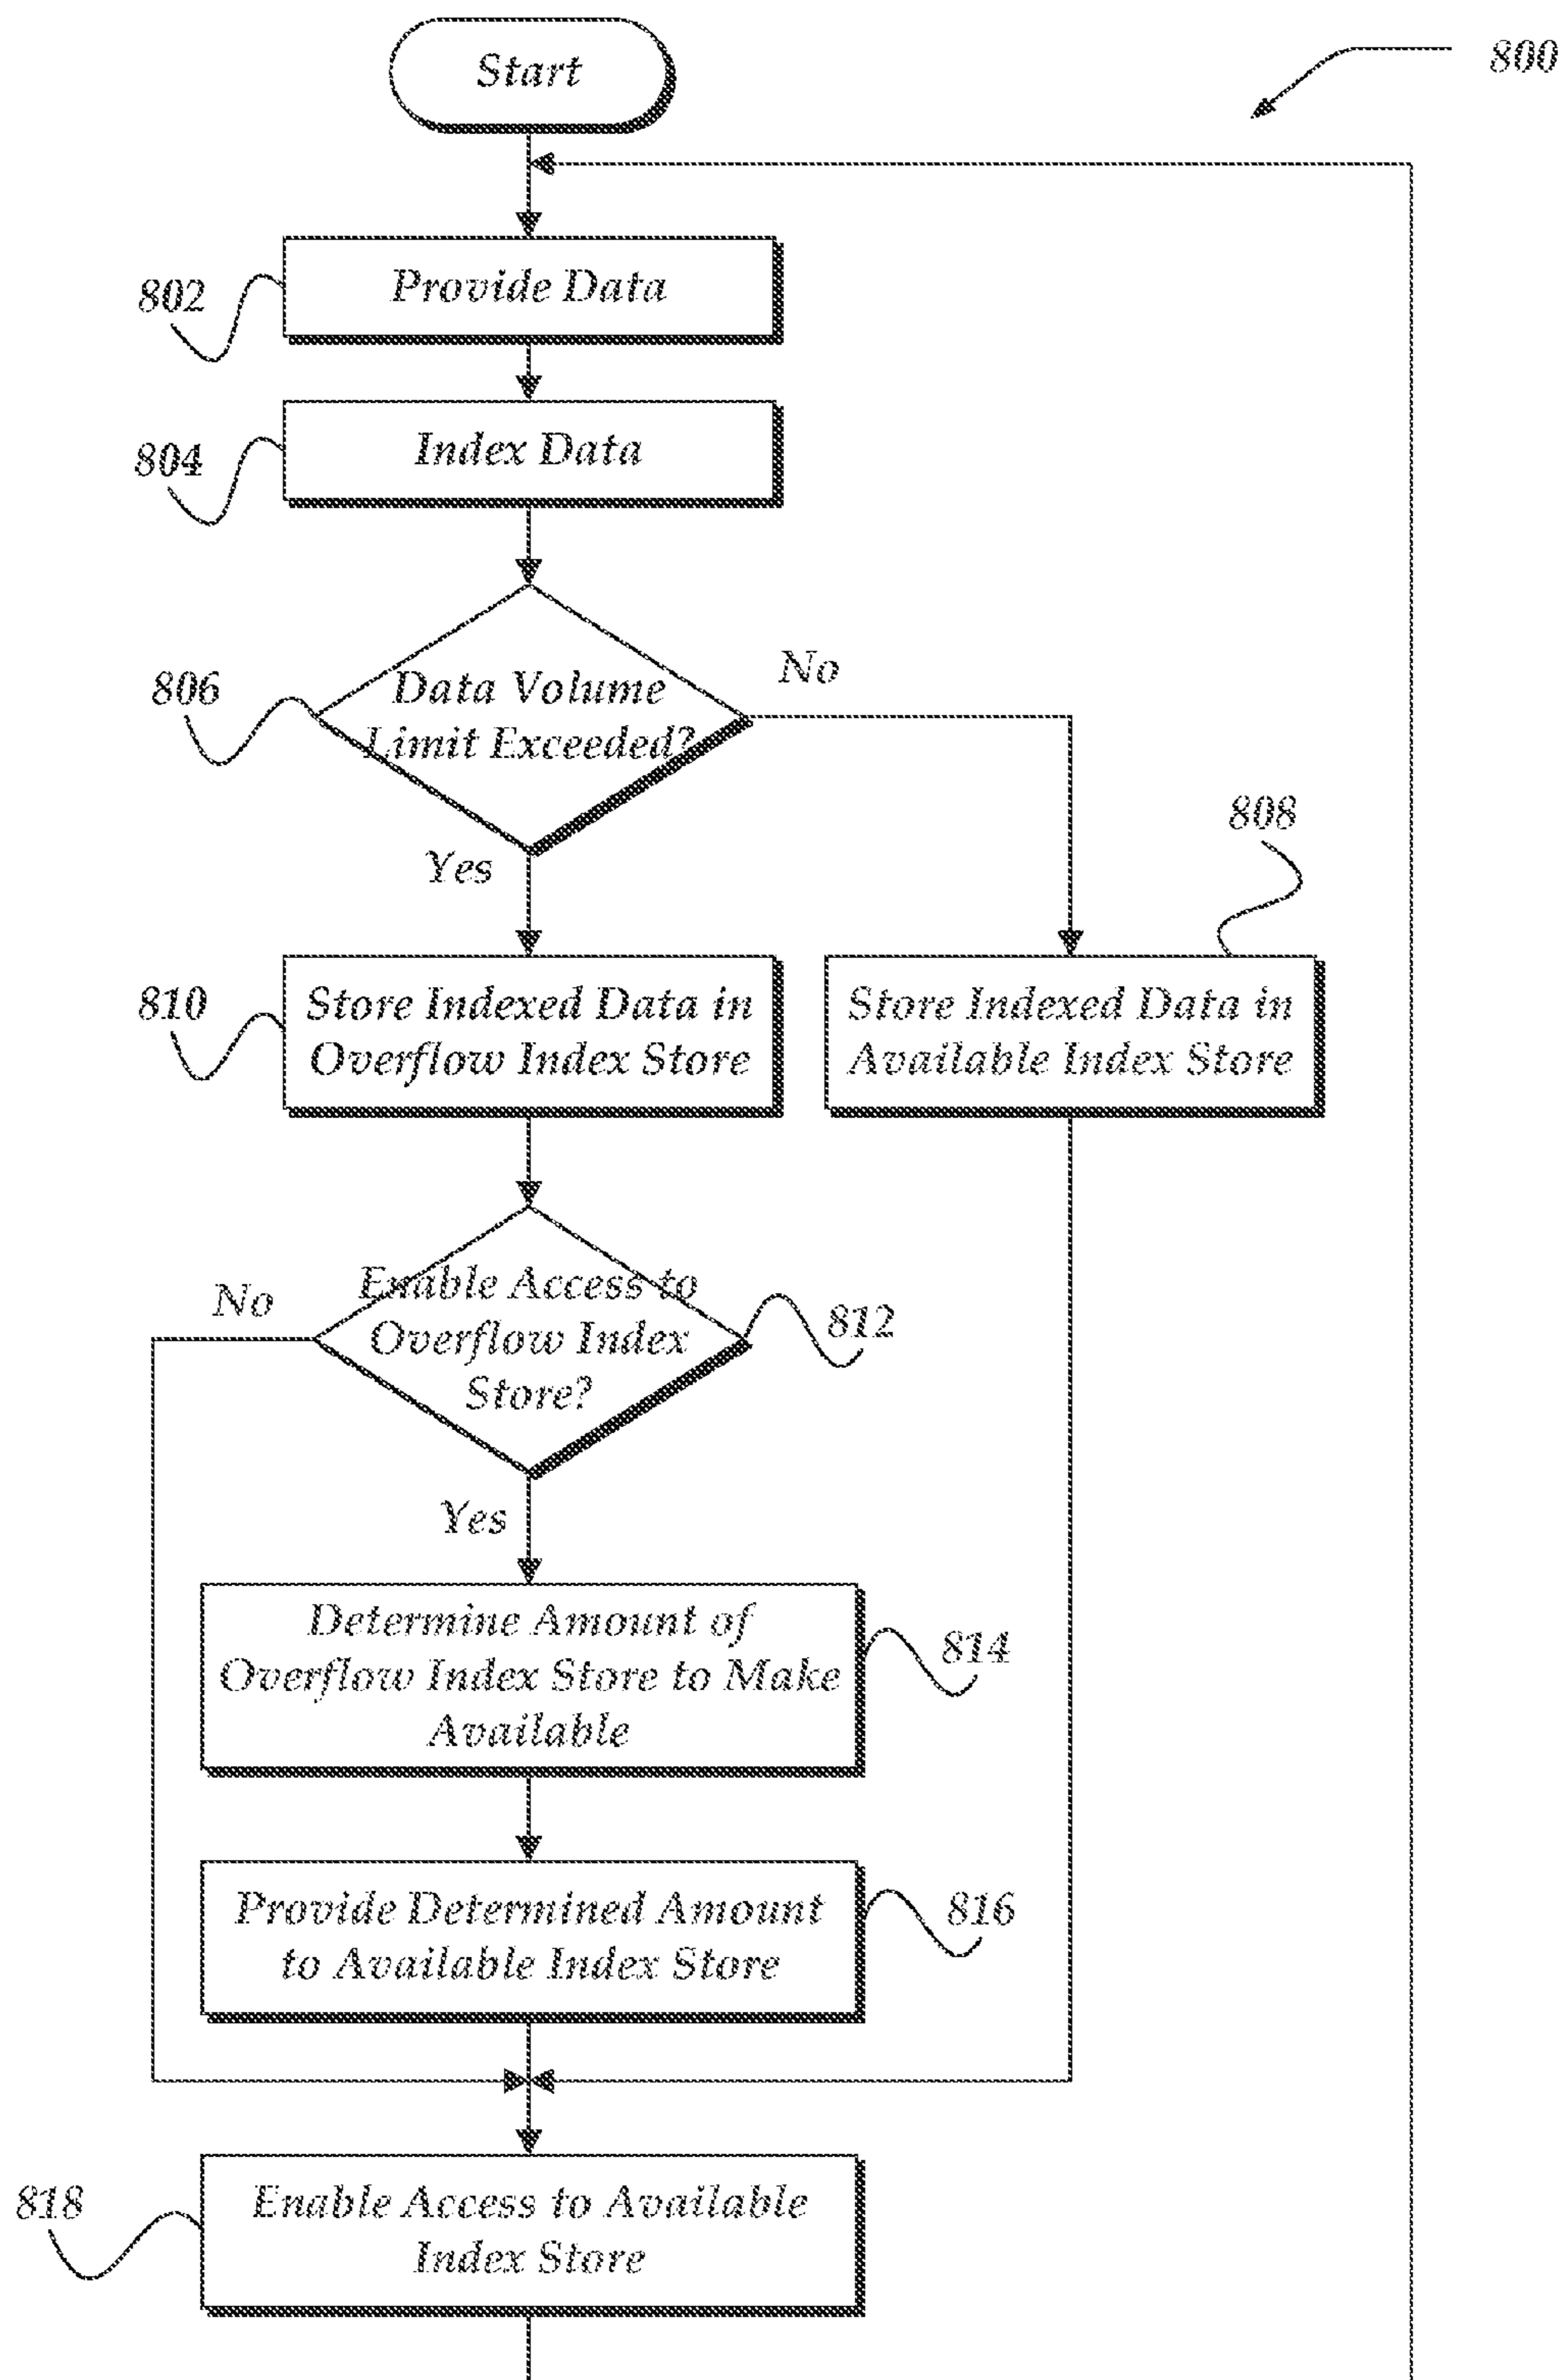 Start
800
802
Provide Data
804
Index Data
806
Data Volume
Limit Exceeded?
No
Yes
808
810
Store Indexed Data in
Overflow Index Store
Store Indexed Data in
Available Index Store
No
Enable Access to
Overflow Index
Store?
812
Yes
Determine Amount of
Overflow Index Store to Make
Available
814
Provide Determined Amount
to Available Index Store
816
818
Enable Access to Available
Index Store